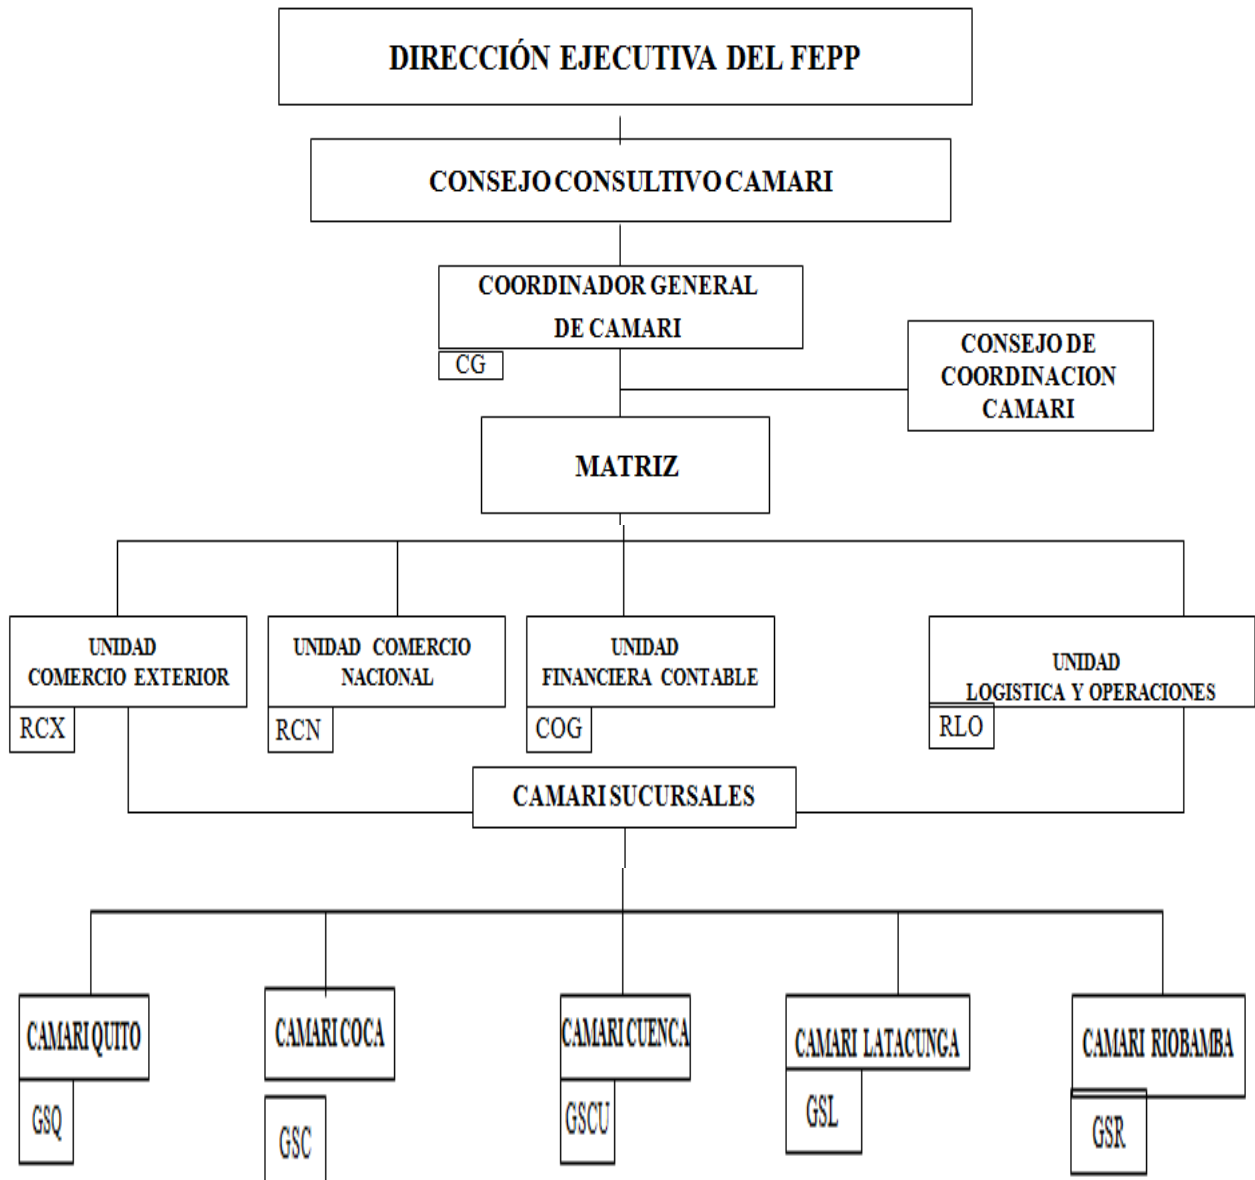 DIRECCIÓN EJECUTIVA DEL FEPP
CONSEJO CONSULTIVO CAMARI
COORDINADOR GENERAL
DE CAMARI
CG
CONSEJO DE
COORDINACION
CAMARI
MATRIZ
UNIDAD
COMERCIO EXTERIOR
RCX
UNIDAD COMERCIO
NACIONAL
RCN
UNIDAD
FINANCIERA CONTABLE
COG
UNIDAD
LOGISTICA Y OPERACIONES
RLO
CAMARI SUCURSALES
CAMARI QUITO
GSQ
CAMARI COCA
GSC
CAMARI CUENCA
GSCU
CAMARI LATACUNGA
GSL
CAMARI RIOBAMBA
GSR